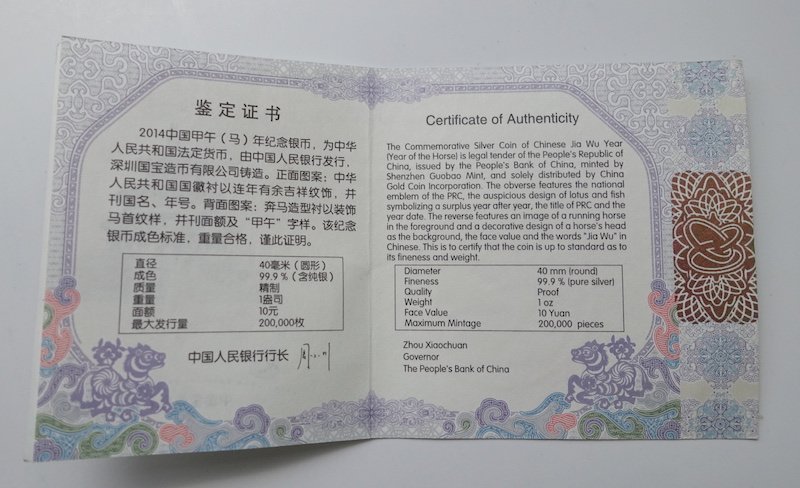 鉴定证书
2014中国甲午（马）年纪念银币，为中华
人民共和国法定货币，由中国人民银行发行，
深圳国宝造币有限公司铸造。正面图案：中华
人民共和国国徽衬以连年有余吉祥纹饰，并
刊国名、年号。背面图案：奔马造型衬以装饰
马首纹样，并刊面额及“甲午”字样。该纪念
银币成色标准，重量合格，谨此证明。
直径 40毫米（圆形）
成色 99.9％（含纯银）
质量 精制
重量 1盎司
面额 10元
最大发行量 200,000枚
中国人民银行行长
Certificate of Authenticity
The Commemorative Silver Coin of Chinese Jia Wu Year
(Year of the Horse) is legal tender of the People's Republic of
China, issued by the People's Bank of China, minted by
Shenzhen Guobao Mint, and solely distributed by China
Gold Coin Incorporation. The obverse features the national
emblem of the PRC, the auspicious design of lotus and fish
symbolizing a surplus year after year, the title of PRC and the
year date. The reverse features an image of a running horse
in the foreground and a decorative design of a horse's head
as the background, the face value and the words "Jia Wu" in
Chinese. This is to certify that the coin is up to standard as to
its fineness and weight.
Diameter 40 mm (round)
Fineness 99.9 % (pure silver)
Quality Proof
Weight 1 oz
Face Value 10 Yuan
Maximum Mintage 200,000 pieces
Zhou Xiaochuan
Governor
The People's Bank of China